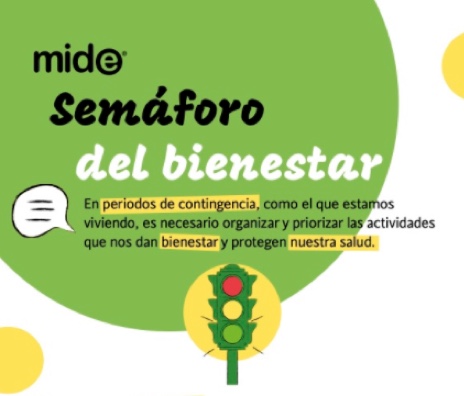 mide®
Semáforo
del bienestar
En periodos de contingencia, como el que estamos
viviendo, es necesario organizar y priorizar las actividades
que nos dan bienestar y protegen nuestra salud.